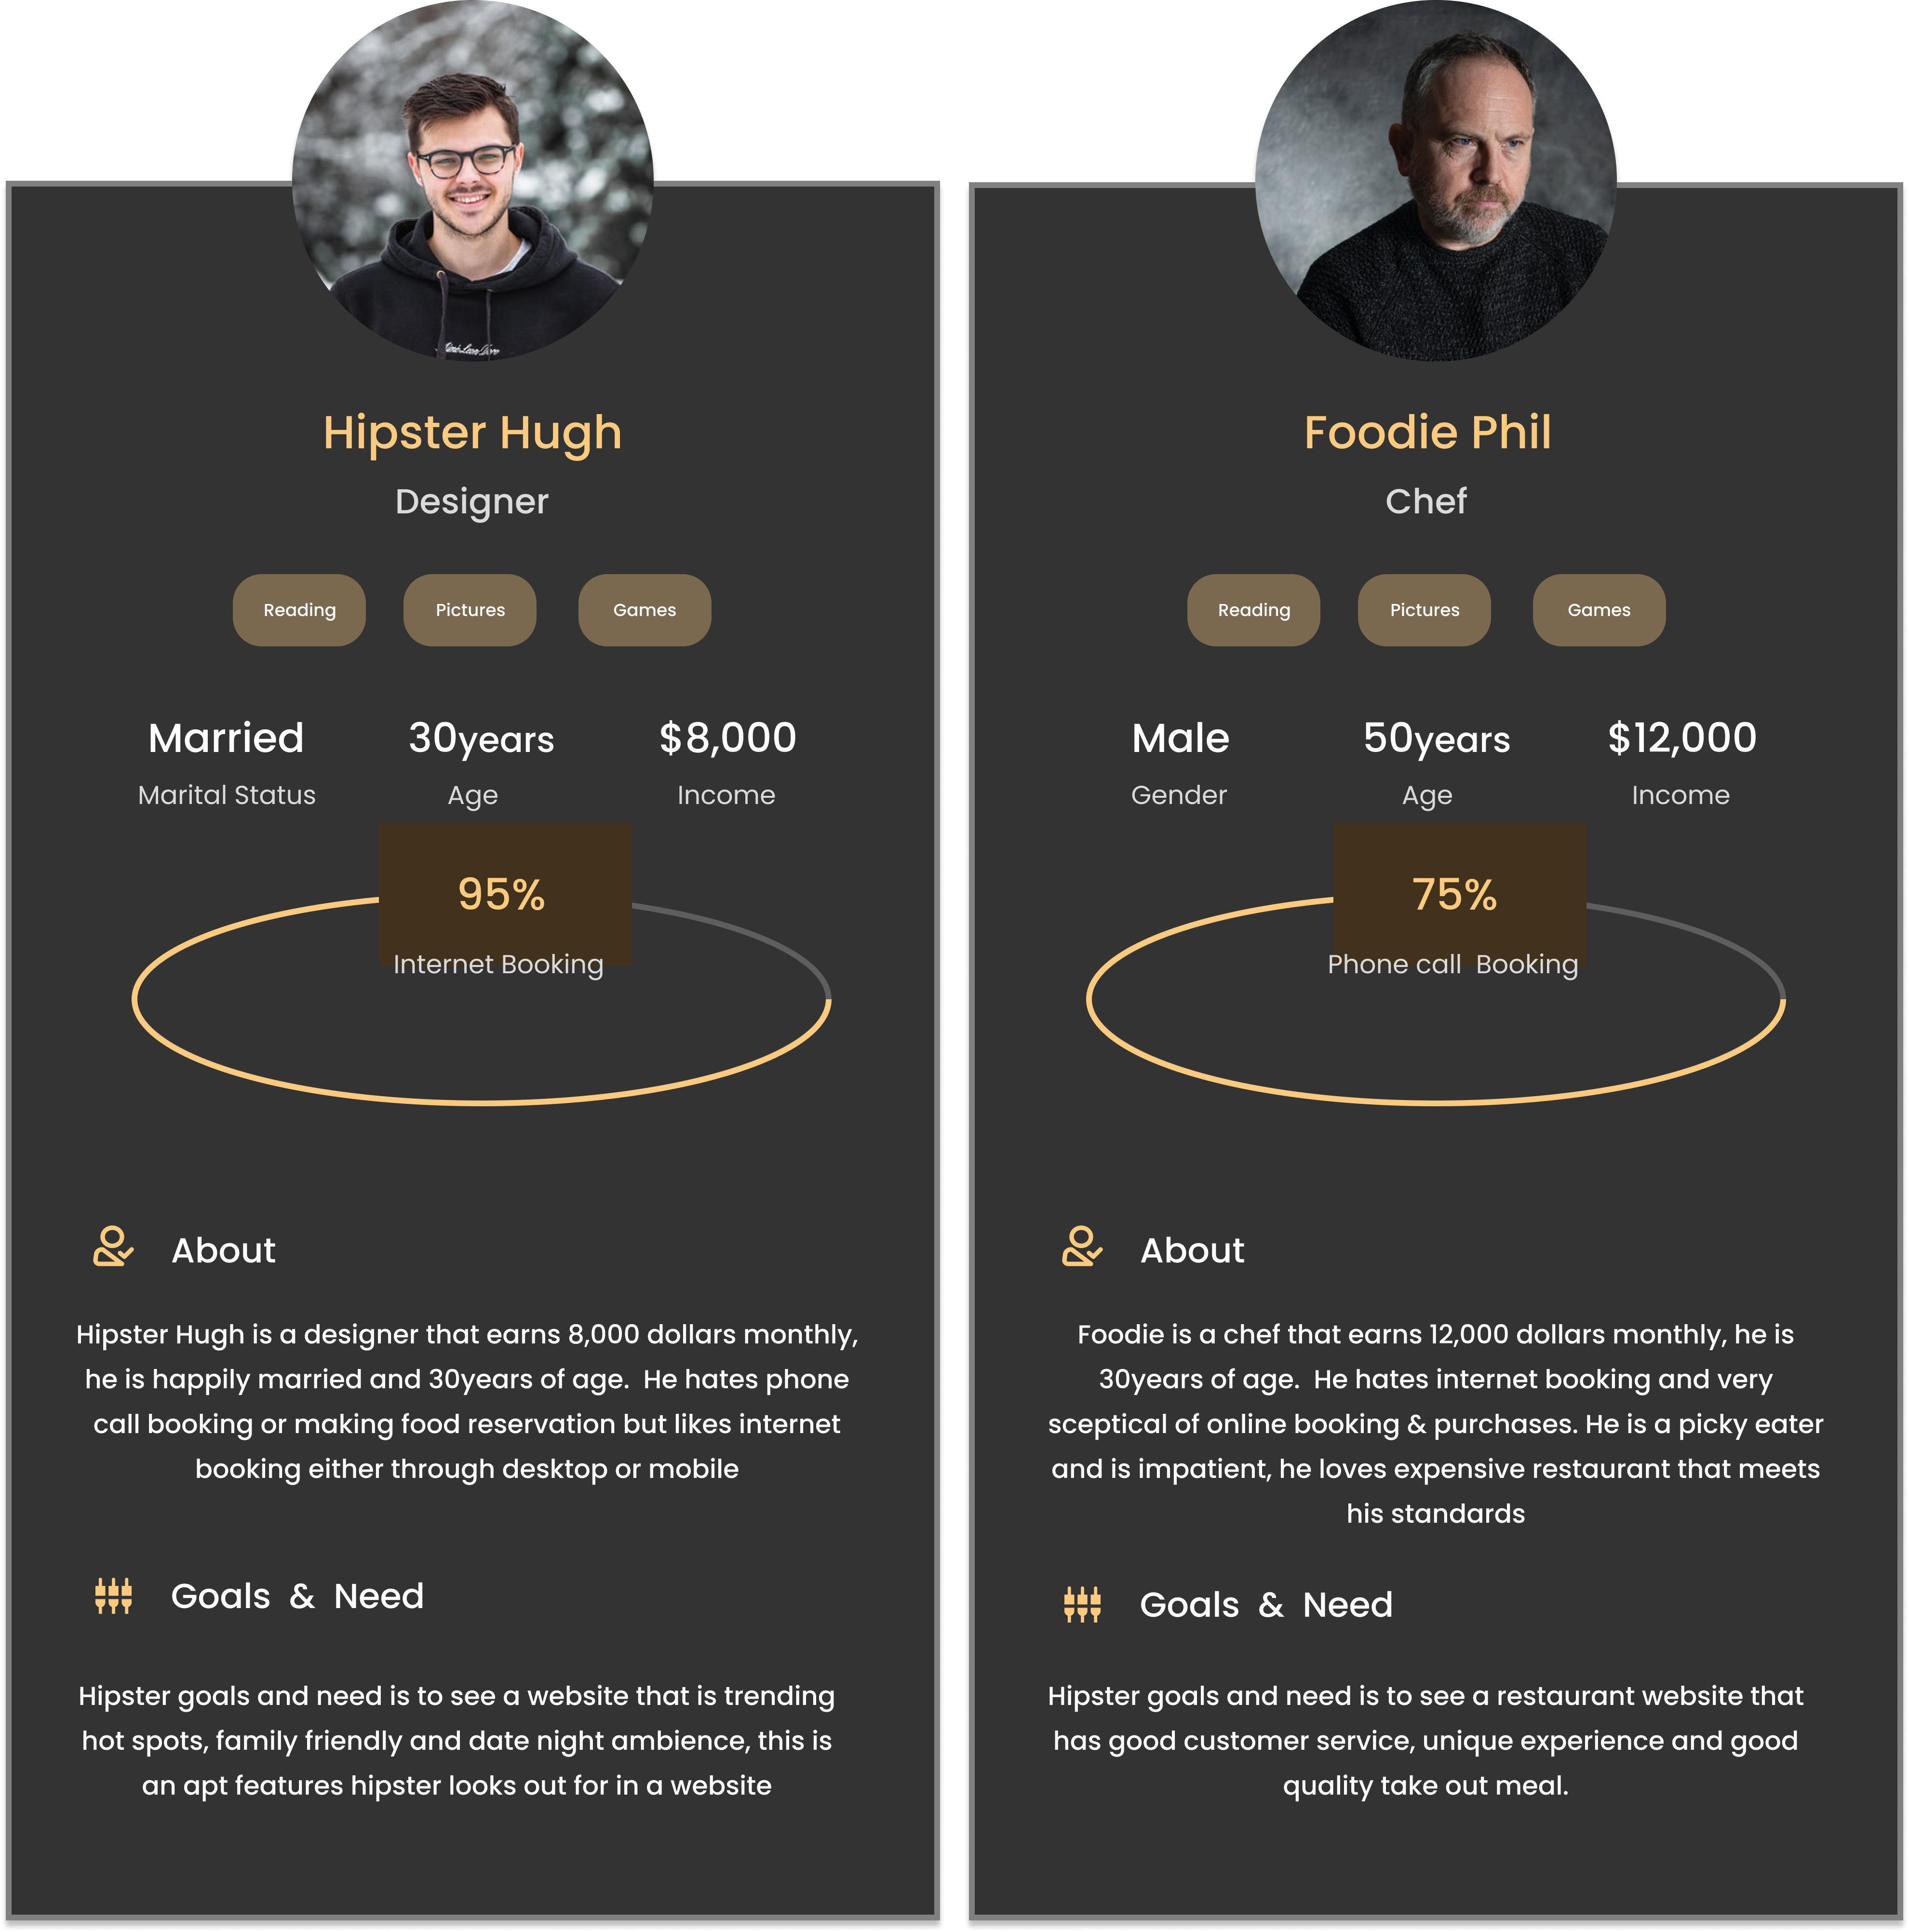 Hipster Hugh
Designer
Reading Pictures Games
Married 30years $8,000
Marital Status Age Income
95%
Internet Booking
About
Hipster Hugh is a designer that earns 8,000 dollars monthly,
he is happily married and 30years of age.  He hates phone
call booking or making food reservation but likes internet
booking either through desktop or mobile
Goals & Need
Hipster goals and need is to see a website that is trending
hot spots, family friendly and date night ambience, this is
an apt features hipster looks out for in a website
Foodie Phil
Chef
Reading Pictures Games
Male 50years $12,000
Gender Age Income
75%
Phone call  Booking
About
Foodie is a chef that earns 12,000 dollars monthly, he is
30years of age.  He hates internet booking and very
sceptical of online booking & purchases. He is a picky eater
and is impatient, he loves expensive restaurant that meets
his standards
Goals & Need
Hipster goals and need is to see a restaurant website that
has good customer service, unique experience and good
quality take out meal.